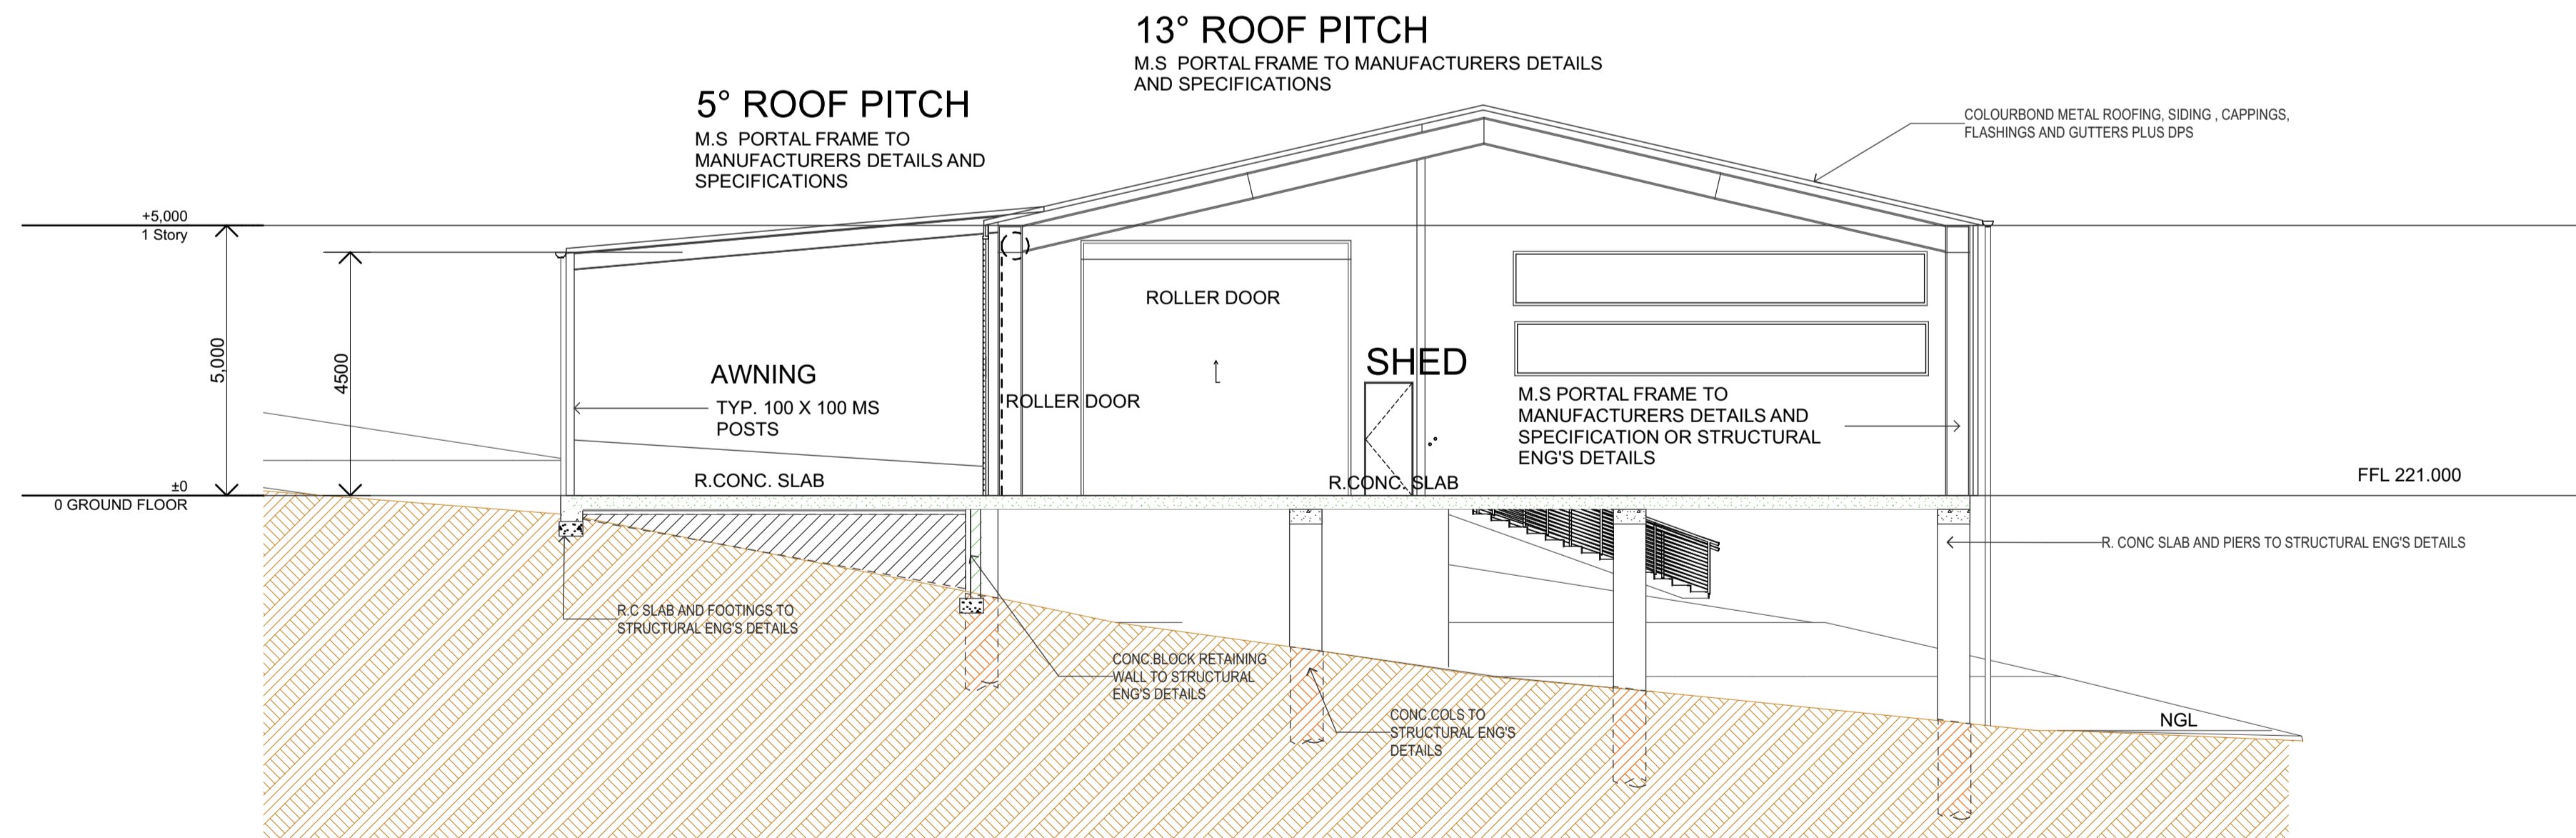 13° ROOF PITCH
M.S PORTAL FRAME TO MANUFACTURERS DETAILS
AND SPECIFICATIONS
5° ROOF PITCH
M.S PORTAL FRAME TO
MANUFACTURERS DETAILS AND
SPECIFICATIONS
COLOURBOND METAL ROOFING, SIDING , CAPPINGS,
FLASHINGS AND GUTTERS PLUS DPS
+5,000
1 Story
5,000
4500
ROLLER DOOR
SHED
AWNING
TYP. 100 X 100 MS
POSTS
ROLLER DOOR
M.S PORTAL FRAME TO
MANUFACTURERS DETAILS AND
SPECIFICATION OR STRUCTURAL
ENG'S DETAILS
±0
0 GROUND FLOOR
R.CONC. SLAB
R.CONC. SLAB
FFL 221.000
R. CONC SLAB AND PIERS TO STRUCTURAL ENG'S DETAILS
R.C SLAB AND FOOTINGS TO
STRUCTURAL ENG'S DETAILS
CONC.BLOCK RETAINING
WALL TO STRUCTURAL
ENG'S DETAILS
CONC.COLS TO
STRUCTURAL ENG'S
DETAILS
NGL